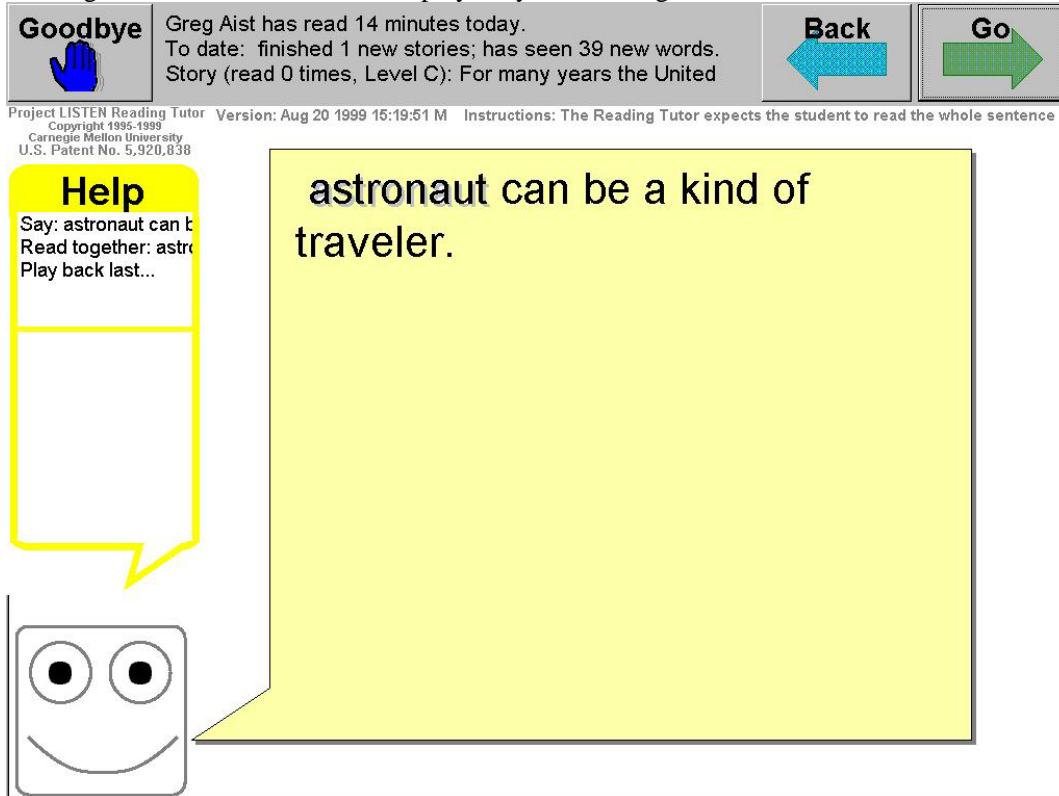 Goodbye
Greg Aist has read 14 minutes today.
To date: finished 1 new stories; has seen 39 new words.
Story (read 0 times, Level C): For many years the United
Back
Go
Project LISTEN Reading Tutor
Copyright 1995-1999
Carnegie Mellon University
U.S. Patent No. 5,920,838
Version: Aug 20 1999 15:19:51 M Instructions: The Reading Tutor expects the student to read the whole sentence
Help
Say: astronaut can b
Read together: astro
Play back last...
astronaut can be a kind of
traveler.